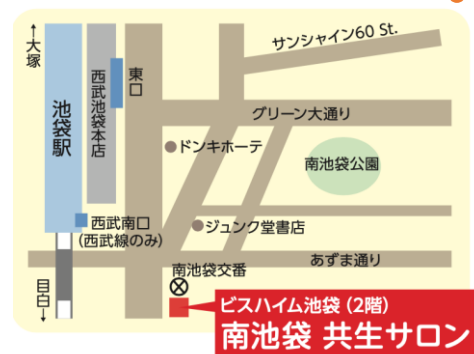 ↑大塚
池袋駅
西武池袋本店
東口
サンシャイン60 St.
グリーン大通り
ドンキホーテ
南池袋公園
西武南口
(西武線のみ)
ジュンク堂書店
あずま通り
目白↓
南池袋交番
ビスハイム池袋 (2階)
南池袋 共生サロン